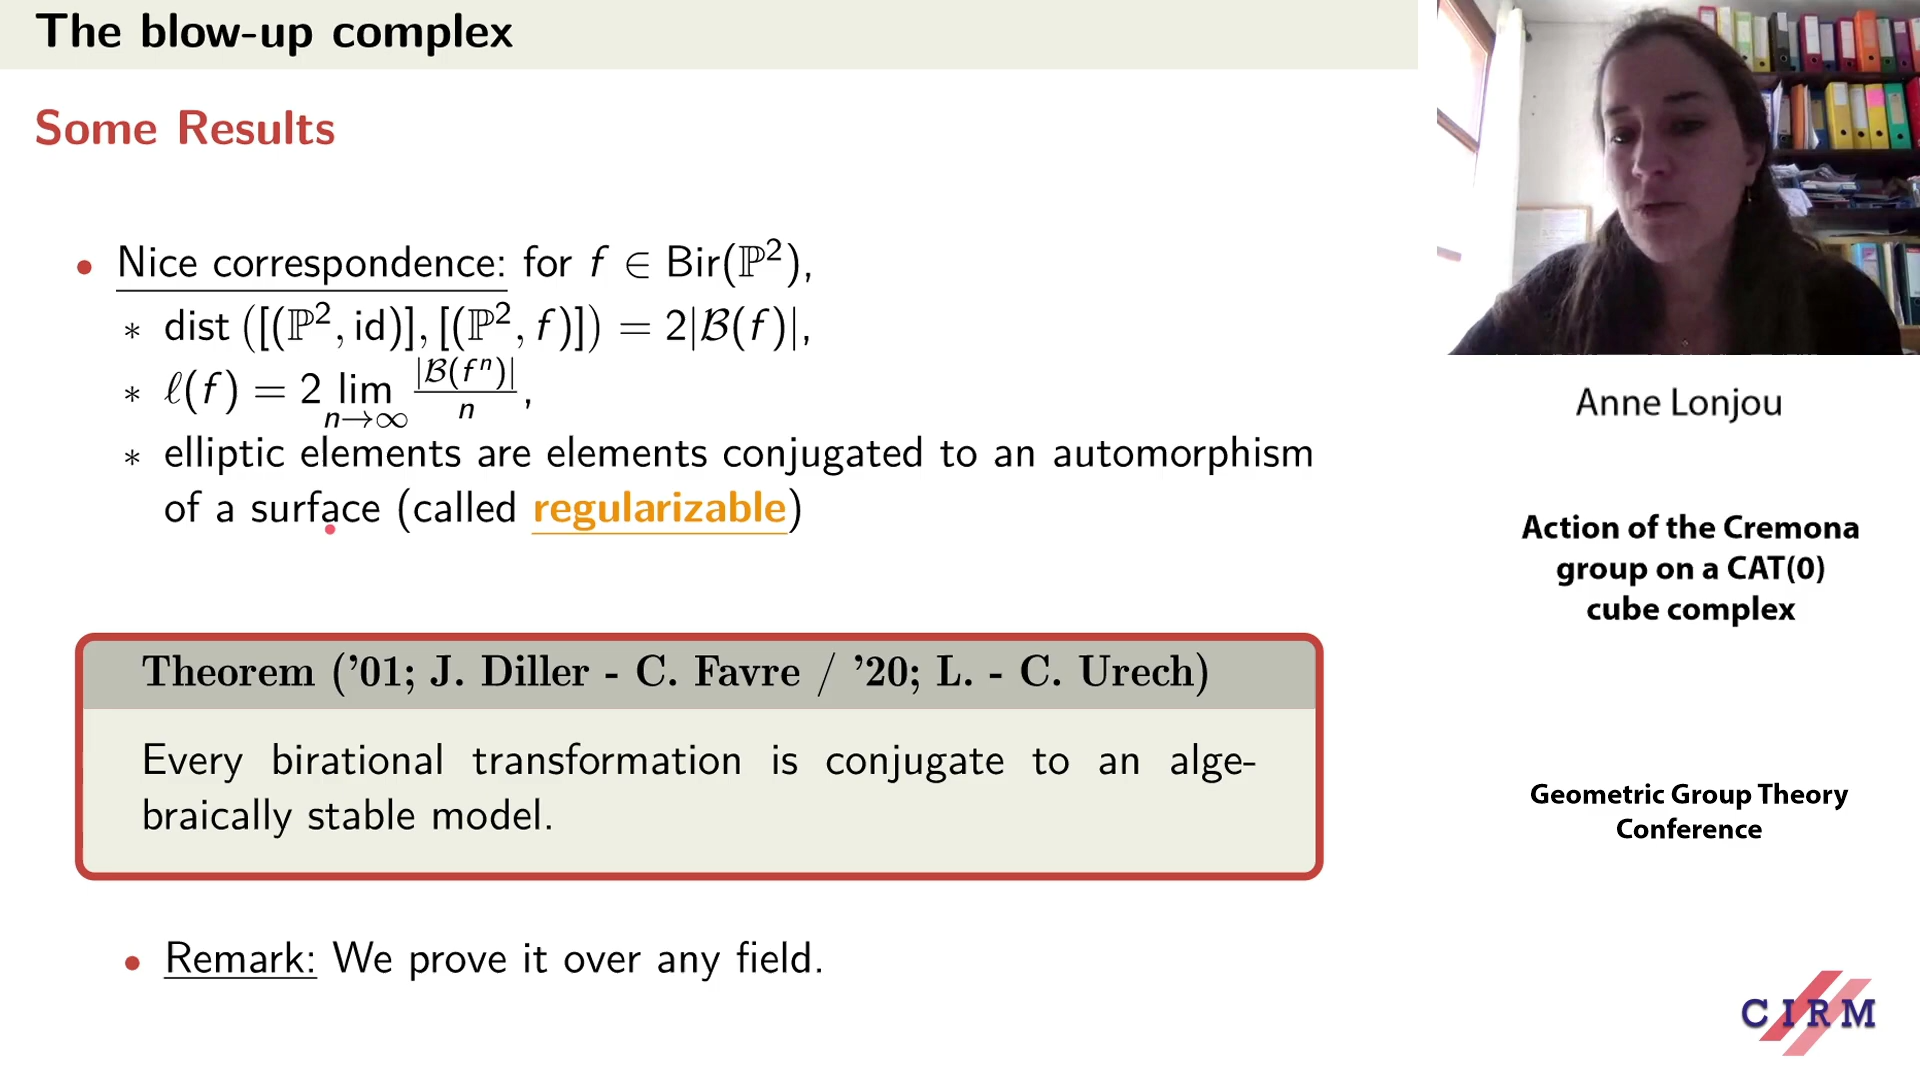 The blow-up complex
Some Results
• Nice correspondence: for f ∈ Bir(ℙ²),
∗ dist ([(ℙ², id)], [(ℙ², f)]) = 2|ℬ(f)|,
∗ ℓ(f) = 2 lim_{n→∞} |ℬ(fⁿ)|/n,
∗ elliptic elements are elements conjugated to an automorphism
of a surface (called regularizable)
Theorem ('01; J. Diller - C. Favre / '20; L. - C. Urech)
Every birational transformation is conjugate to an alge-
braically stable model.
• Remark: We prove it over any field.
Anne Lonjou
Action of the Cremona
group on a CAT(0)
cube complex
Geometric Group Theory
Conference
CIRM